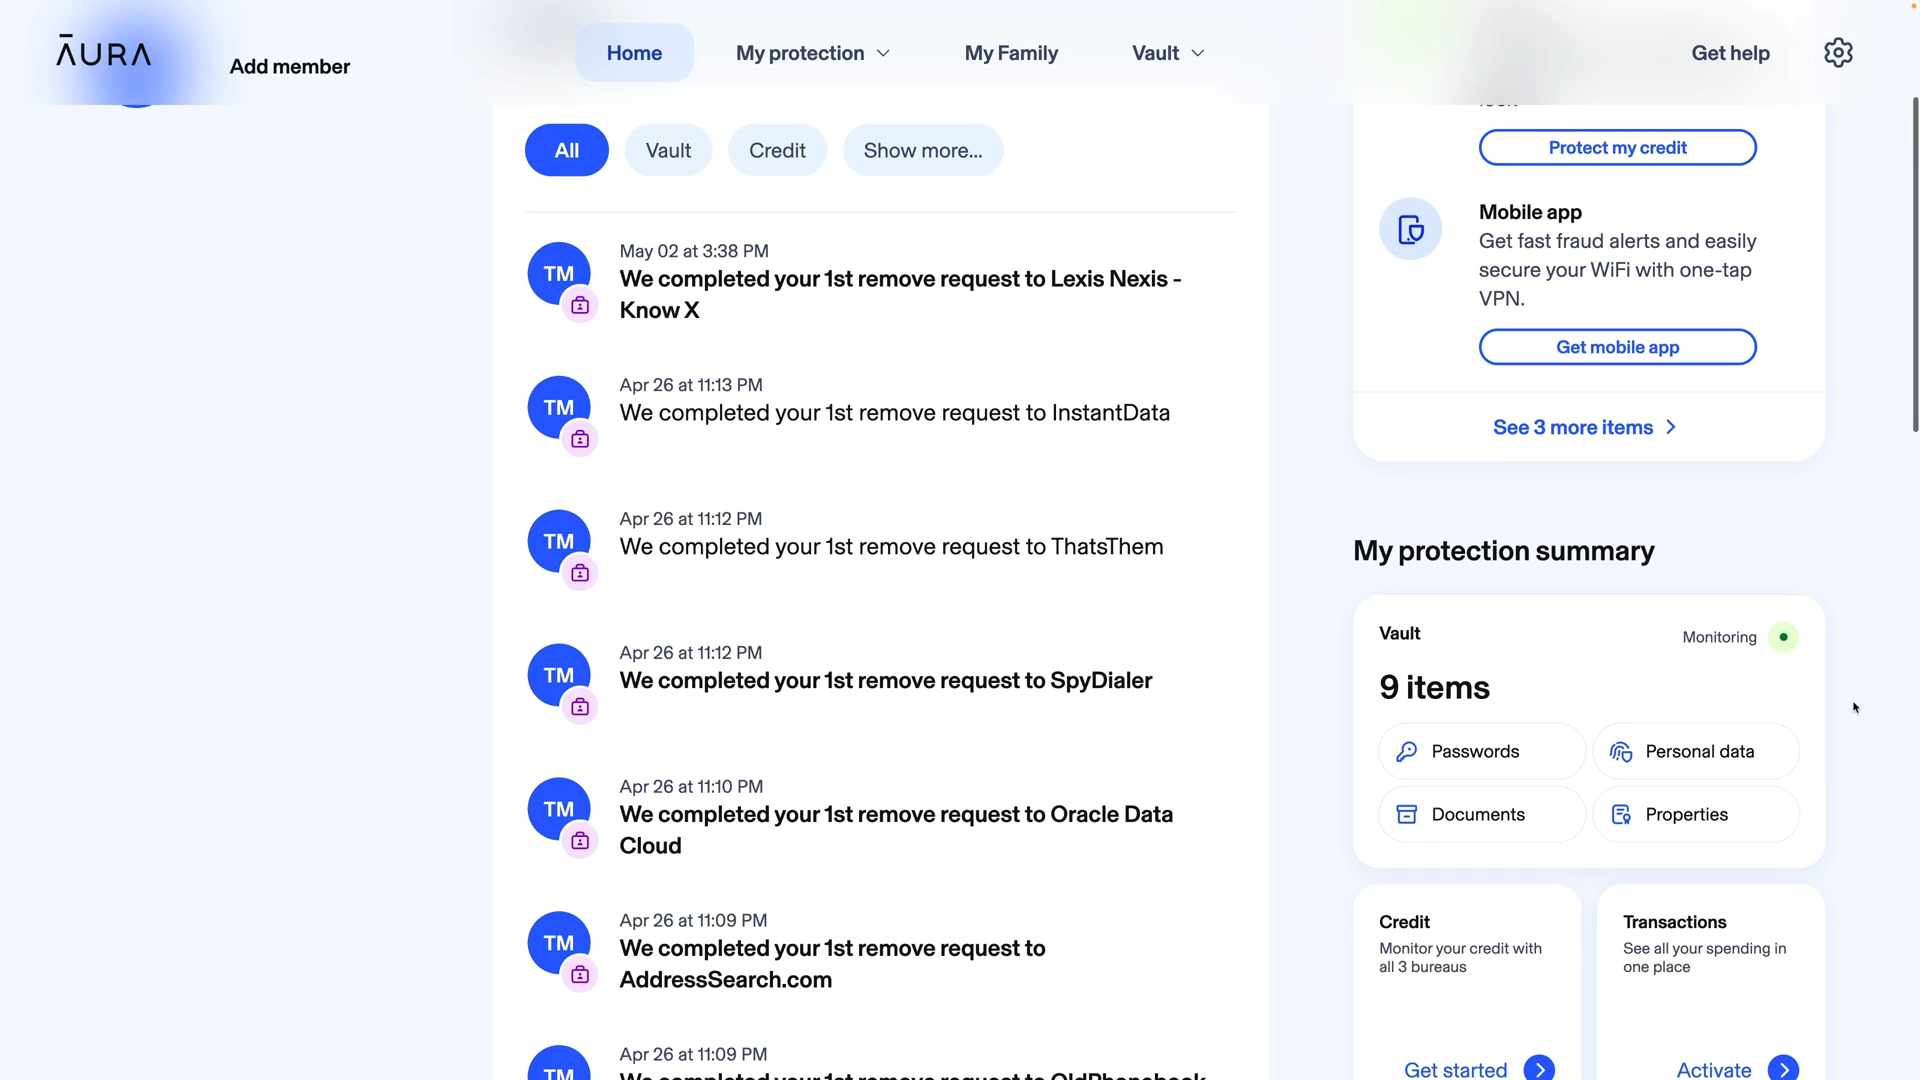 ĀURA
Add member
Home
My protection
My Family
Vault
Get help
All
Vault
Credit
Show more...
May 02 at 3:38 PM
TM
We completed your 1st remove request to Lexis Nexis -
Know X
Apr 26 at 11:13 PM
TM
We completed your 1st remove request to InstantData
Apr 26 at 11:12 PM
TM
We completed your 1st remove request to ThatsThem
Apr 26 at 11:12 PM
TM
We completed your 1st remove request to SpyDialer
Apr 26 at 11:10 PM
TM
We completed your 1st remove request to Oracle Data
Cloud
Apr 26 at 11:09 PM
TM
We completed your 1st remove request to
AddressSearch.com
Apr 26 at 11:09 PM
TM
We completed your 1st remove request to OldPhonebook
Protect my credit
Mobile app
Get fast fraud alerts and easily
secure your WiFi with one-tap
VPN.
Get mobile app
See 3 more items
My protection summary
Vault
Monitoring
9 items
Passwords
Personal data
Documents
Properties
Credit
Monitor your credit with
all 3 bureaus
Get started
Transactions
See all your spending in
one place
Activate